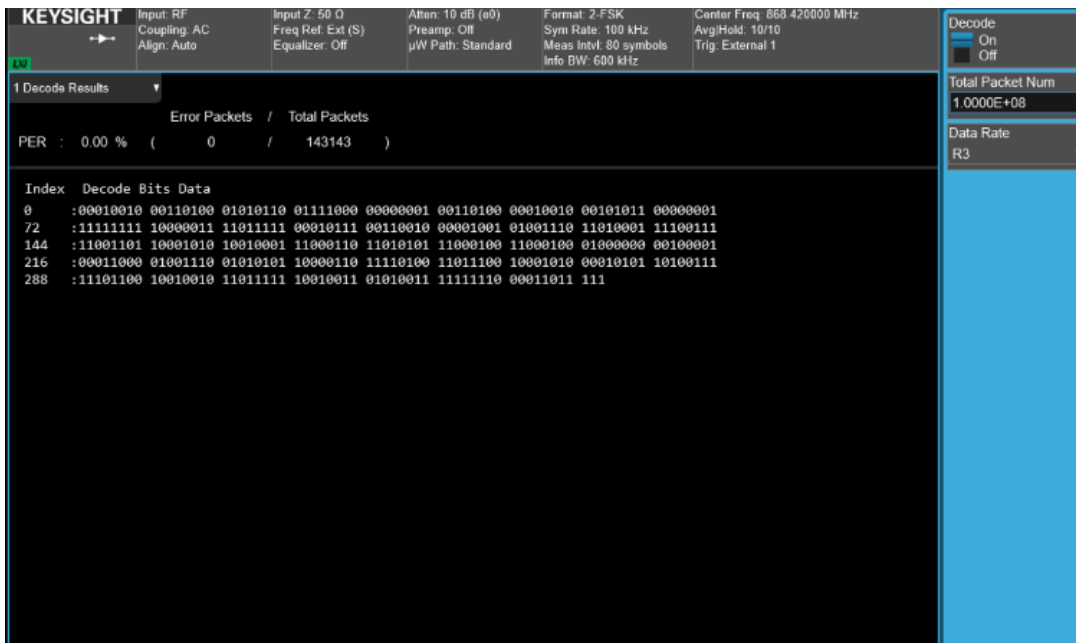 KEYSIGHT
LXI
Input: RF
Coupling: AC
Align: Auto
Input Z: 50 Ω
Freq Ref: Ext (S)
Equalizer: Off
Atten: 10 dB (e0)
Preamp: Off
µW Path: Standard
Format: 2-FSK
Sym Rate: 100 kHz
Meas Intvl: 80 symbols
Info BW: 600 kHz
Center Freq: 868.420000 MHz
Avg|Hold: 10/10
Trig: External 1
1 Decode Results ▾
Error Packets / Total Packets
PER : 0.00 % ( 0 / 143143 )
Index Decode Bits Data
0 :00010010 00110100 01010110 01111000 00000001 00110100 00010010 00101011 00000001
72 :11111111 10000011 11011111 00010111 00110010 00001001 01001110 11010001 11100111
144 :11001101 10001010 10010001 11000110 11010101 11000100 11000100 01000000 00100001
216 :00011000 01001110 01010101 10000110 11110100 11011100 10001010 00010101 10100111
288 :11101100 10010010 11011111 10010011 01010011 11111110 00011011 111
Decode
On
Off
Total Packet Num
1.0000E+08
Data Rate
R3